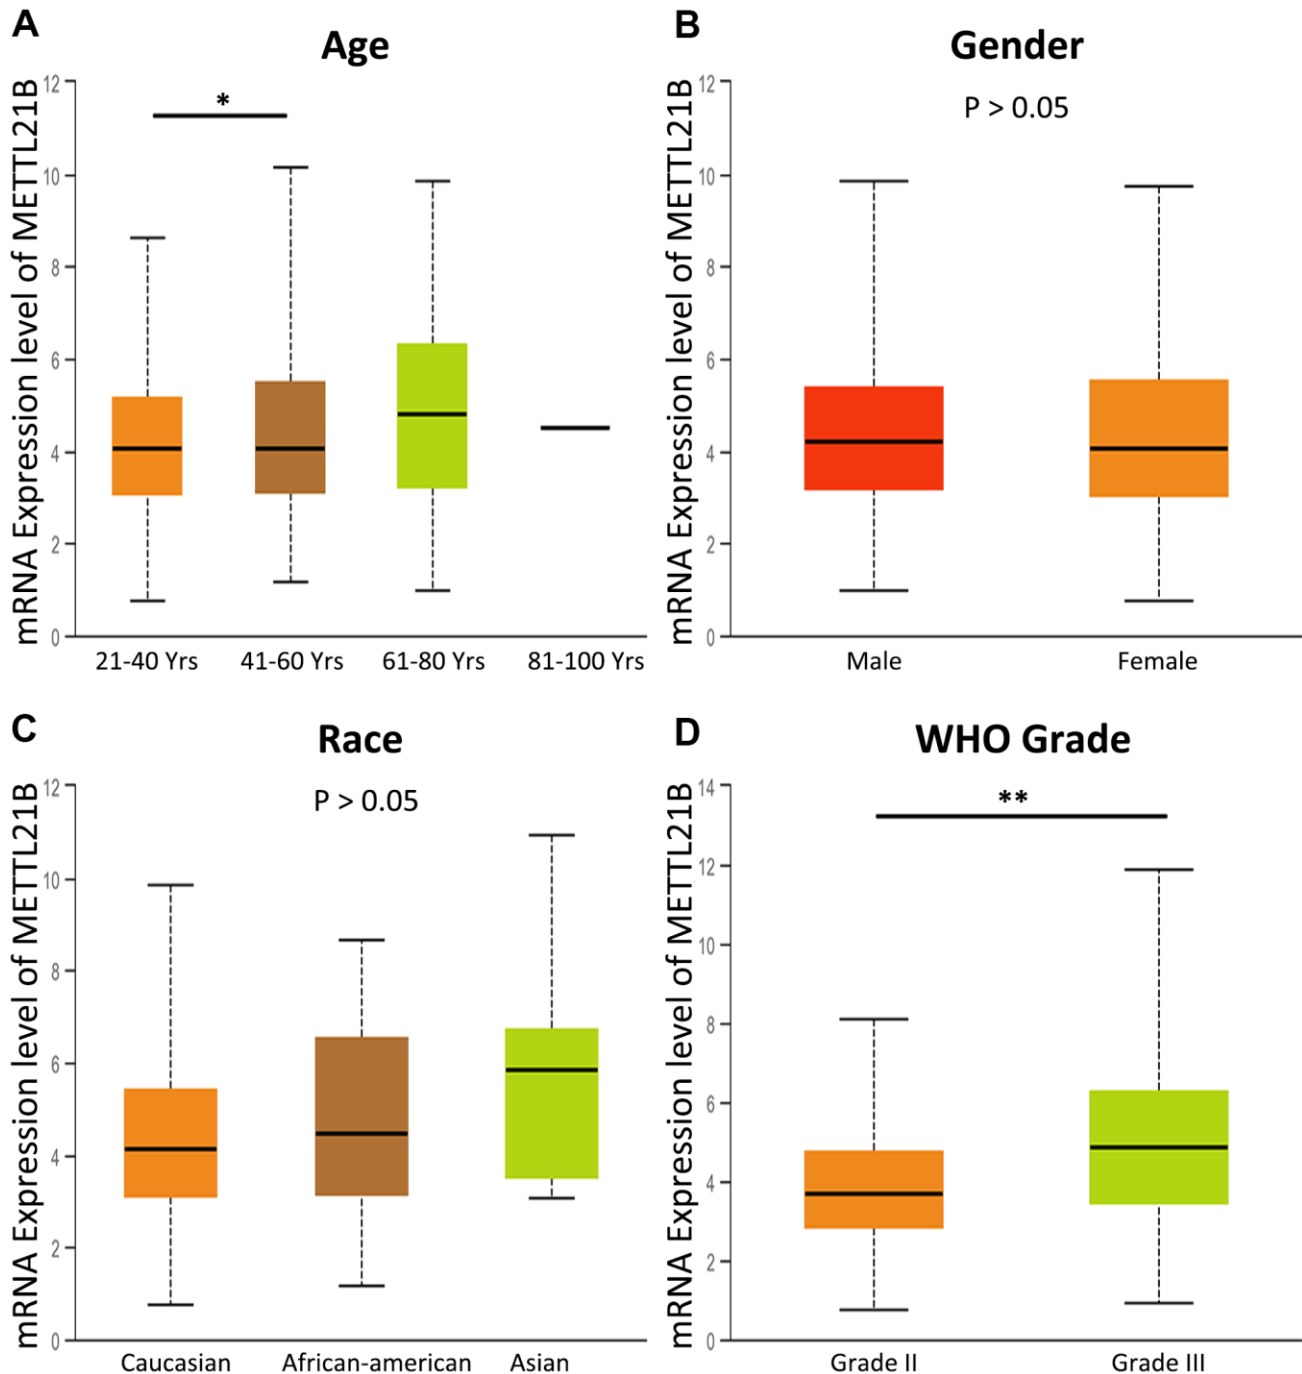 A
Age
mRNA Expression level of METTL21B
12
10
8
6
4
2
0
*
21-40 Yrs
41-60 Yrs
61-80 Yrs
81-100 Yrs
B
Gender
mRNA Expression level of METTL21B
12
10
8
6
4
2
0
P > 0.05
Male
Female
C
Race
mRNA Expression level of METTL21B
12
10
8
6
4
2
0
P > 0.05
Caucasian
African-american
Asian
D
WHO Grade
mRNA Expression level of METTL21B
14
12
10
8
6
4
2
0
**
Grade II
Grade III